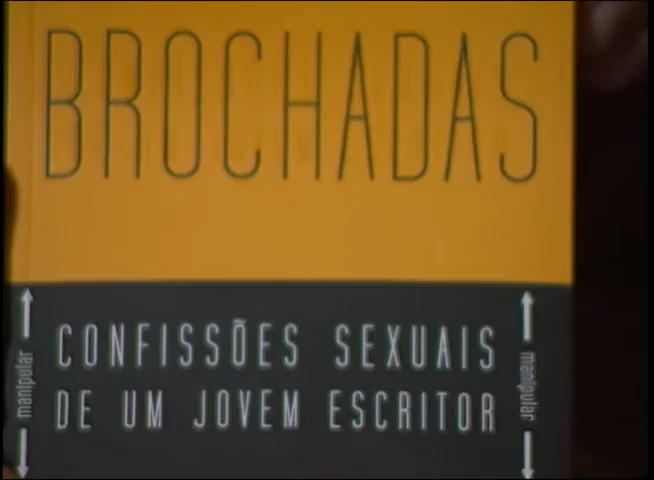 BROCHADAS
CONFISSÕES SEXUAIS
DE UM JOVEM ESCRITOR
manipular
manipular